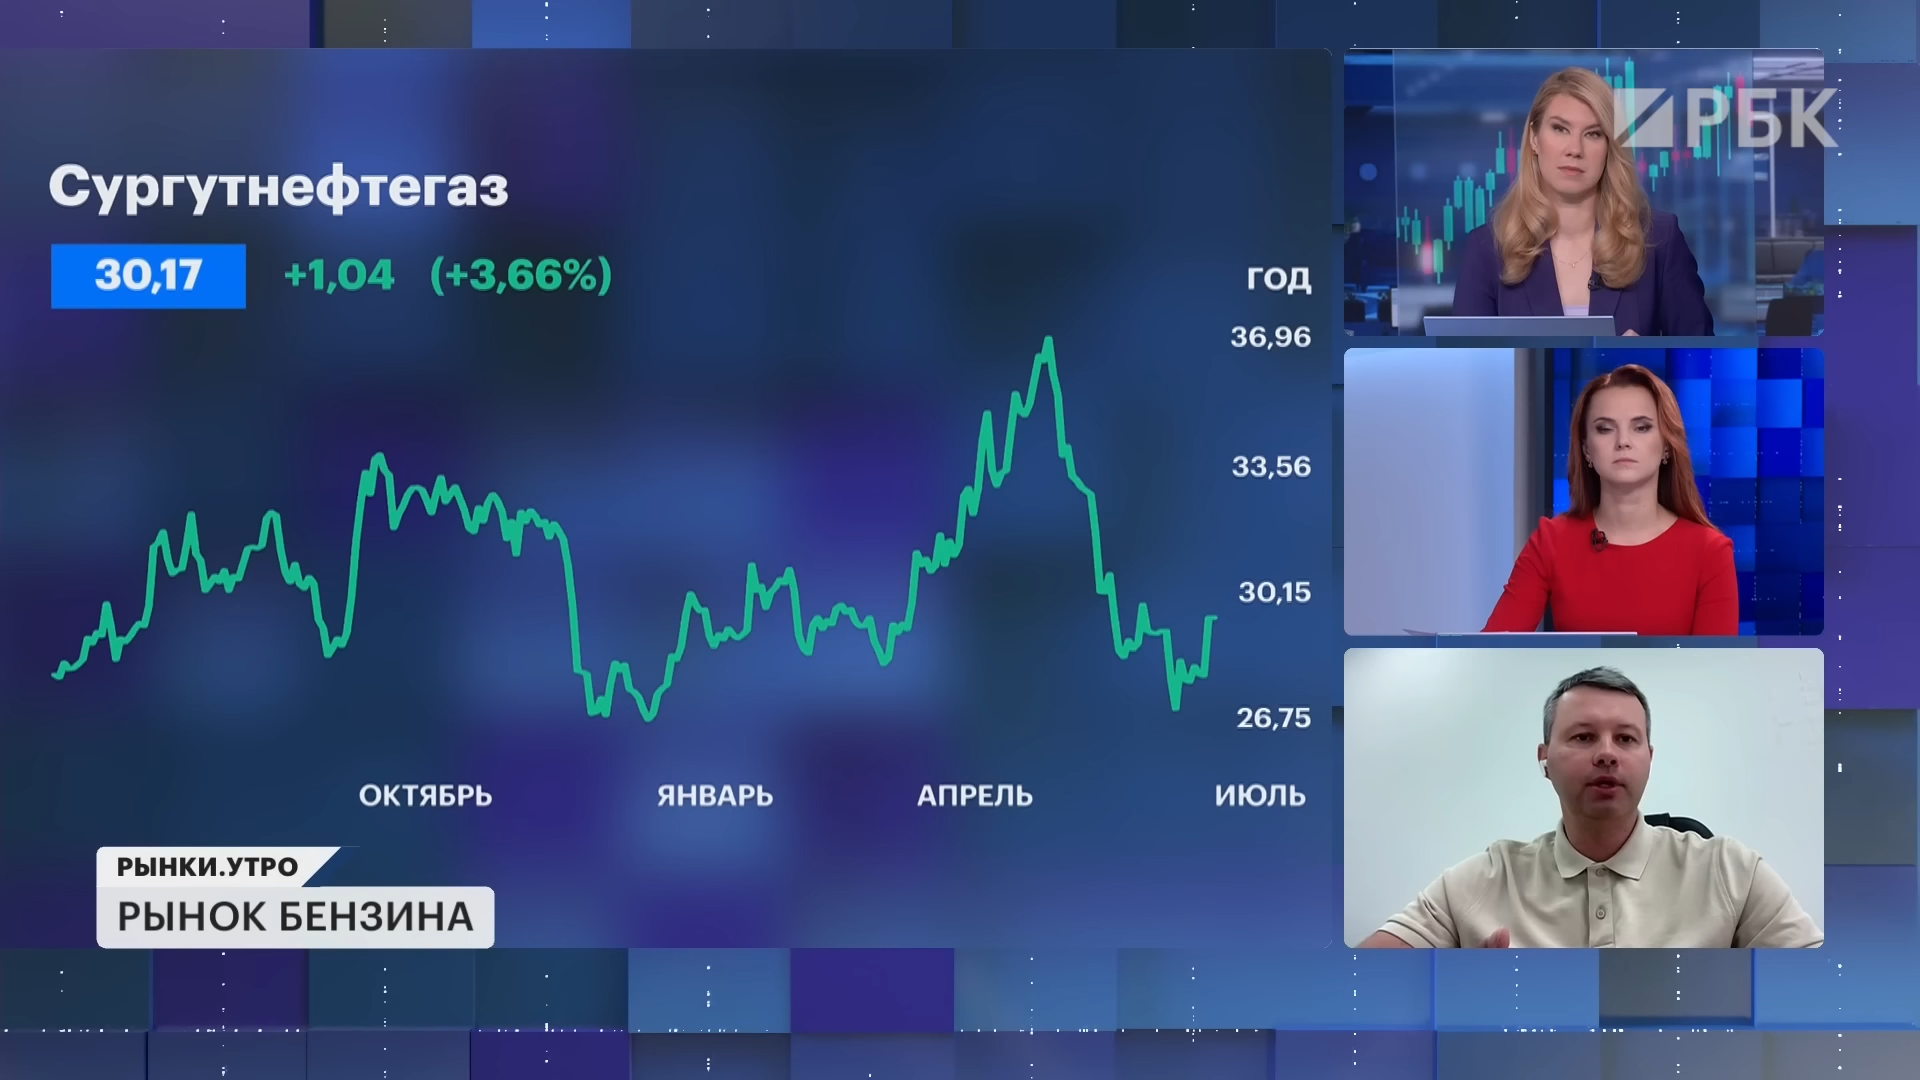 РБК
Сургутнефтегаз
30,17 +1,04 (+3,66%)
ГОД
36,96
33,56
30,15
26,75
ОКТЯБРЬ ЯНВАРЬ АПРЕЛЬ ИЮЛЬ
РЫНКИ.УТРО
РЫНОК БЕНЗИНА